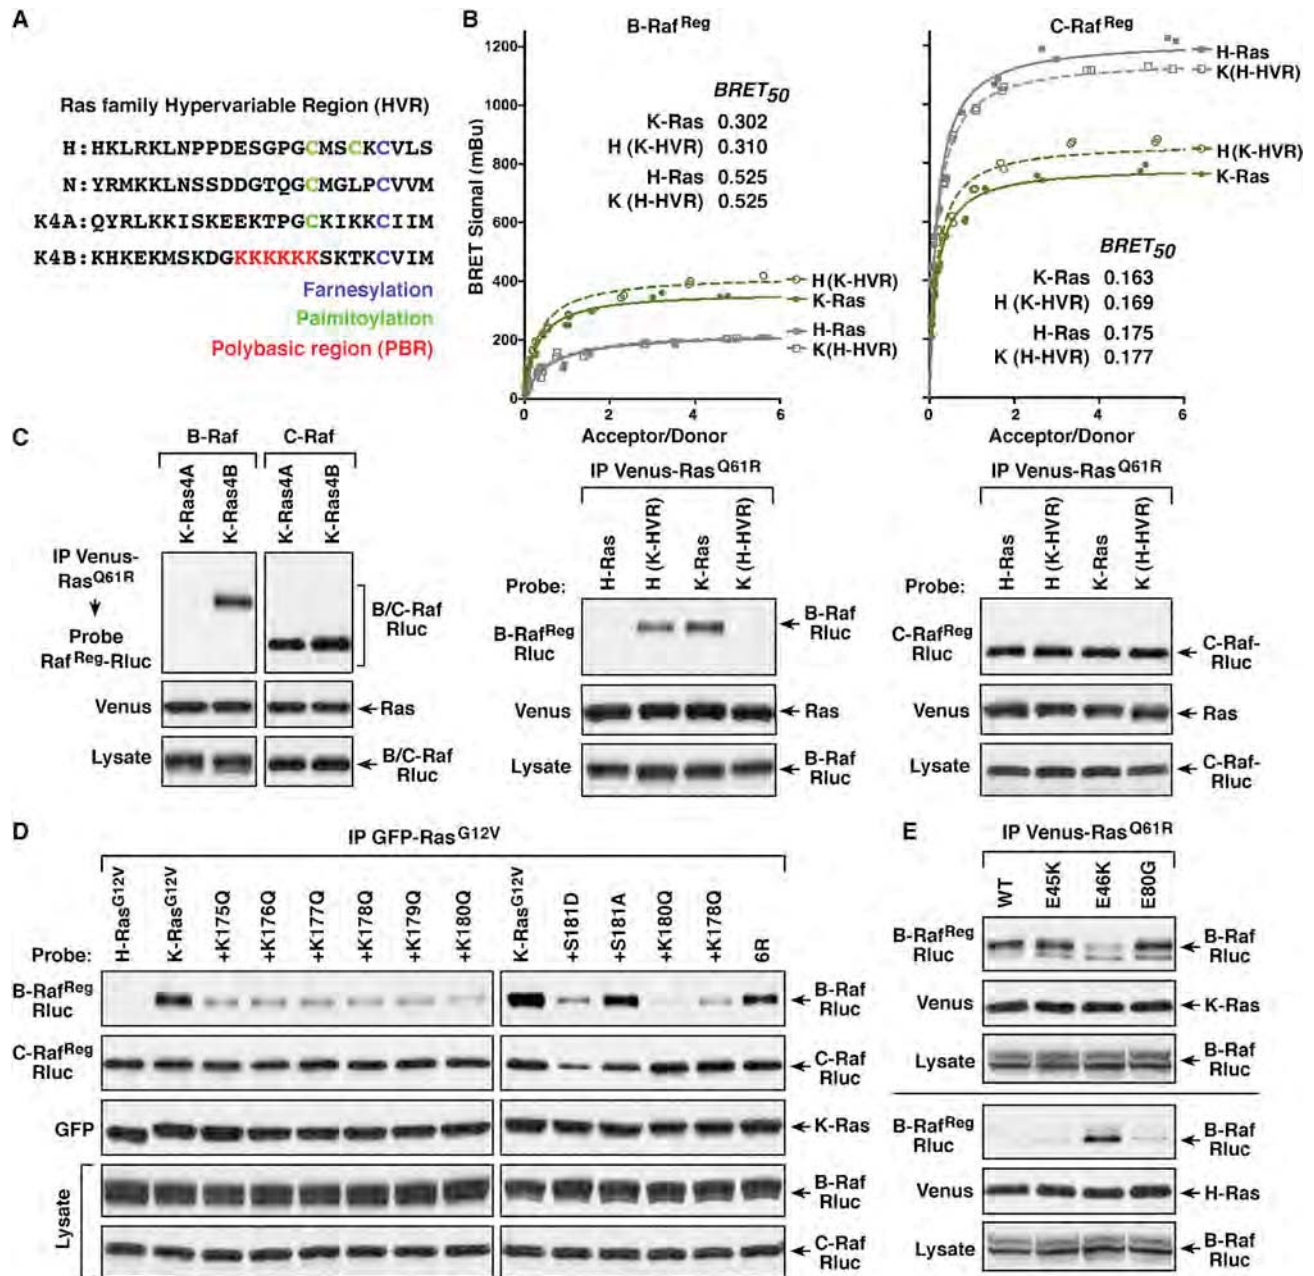 A
Ras family Hypervariable Region (HVR)
H:HKLRKLNPPDESGPGCMSCKCVLS
N:YRMKKLNSSDDGTQGCMGLPCVVM
K4A:QYRLKKISKEEKTPGCKIKKCIIM
K4B:KHKEKMSKDGKKKKKKSKTKCVIM
Farnesylation
Palmitoylation
Polybasic region (PBR)
B
B-Raf Reg
BRET Signal (mBu)
1200
1000
800
600
400
200
0
BRET50
K-Ras 0.302
H (K-HVR) 0.310
H-Ras 0.525
K (H-HVR) 0.525
H (K-HVR)
K-Ras
H-Ras
K(H-HVR)
0 2 4 6
Acceptor/Donor
C-Raf Reg
H-Ras
K(H-HVR)
H (K-HVR)
K-Ras
BRET50
K-Ras 0.163
H (K-HVR) 0.169
H-Ras 0.175
K (H-HVR) 0.177
0 2 4 6
Acceptor/Donor
C
B-Raf C-Raf
K-Ras4A K-Ras4B K-Ras4A K-Ras4B
IP Venus-
RasQ61R
Probe
Raf Reg-Rluc
B/C-Raf
Rluc
Venus
Ras
Lysate
B/C-Raf
Rluc
IP Venus-Ras Q61R
H-Ras H (K-HVR) K-Ras K (H-HVR)
Probe:
B-RafReg
Rluc
B-Raf
Rluc
Venus
Ras
Lysate
B-Raf
Rluc
IP Venus-Ras Q61R
H-Ras H (K-HVR) K-Ras K (H-HVR)
Probe:
C-RafReg
Rluc
C-Raf-
Rluc
Venus
Ras
Lysate
C-Raf-
Rluc
D
IP GFP-RasG12V
H-RasG12V K-RasG12V +K175Q +K176Q +K177Q +K178Q +K179Q +K180Q K-RasG12V +S181D +S181A +K180Q +K178Q 6R
Probe:
B-RafReg
Rluc
B-Raf
Rluc
C-RafReg
Rluc
C-Raf
Rluc
GFP
K-Ras
Lysate
B-Raf
Rluc
C-Raf
Rluc
E
IP Venus-Ras Q61R
WT E45K E46K E80G
B-RafReg
Rluc
B-Raf
Rluc
Venus
K-Ras
Lysate
B-Raf
Rluc
B-RafReg
Rluc
B-Raf
Rluc
Venus
H-Ras
Lysate
B-Raf
Rluc